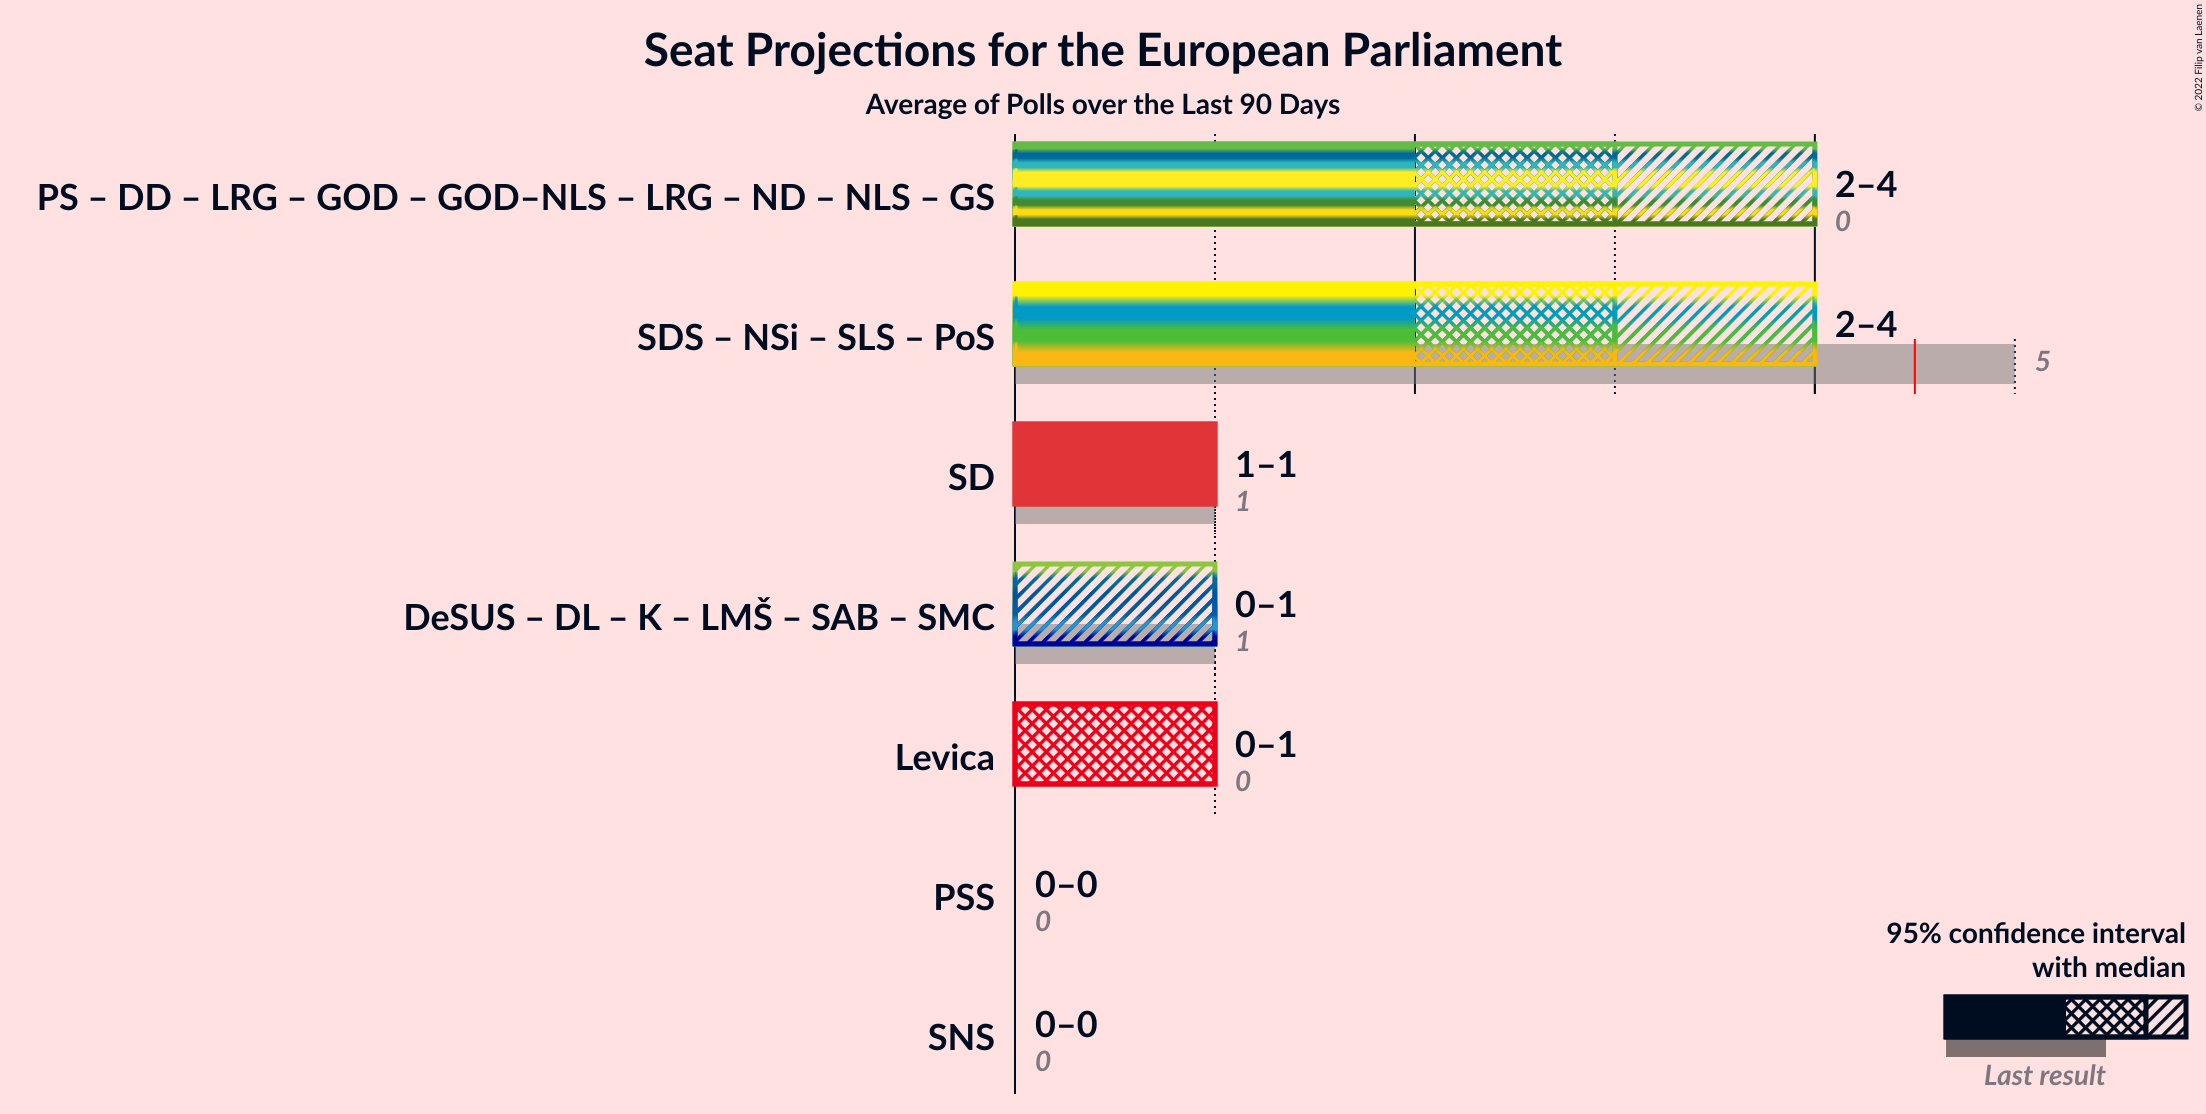 Seat Projections for the European Parliament
Average of Polls over the Last 90 Days
© 2022 Filip van Laenen
PS – DD – LRG – GOD – GOD–NLS – LRG – ND – NLS – GS
2–4
0
SDS – NSi – SLS – PoS
2–4
5
SD
1–1
1
DeSUS – DL – K – LMŠ – SAB – SMC
0–1
1
Levica
0–1
0
PSS
0–0
0
SNS
0–0
0
95% confidence interval
with median
Last result